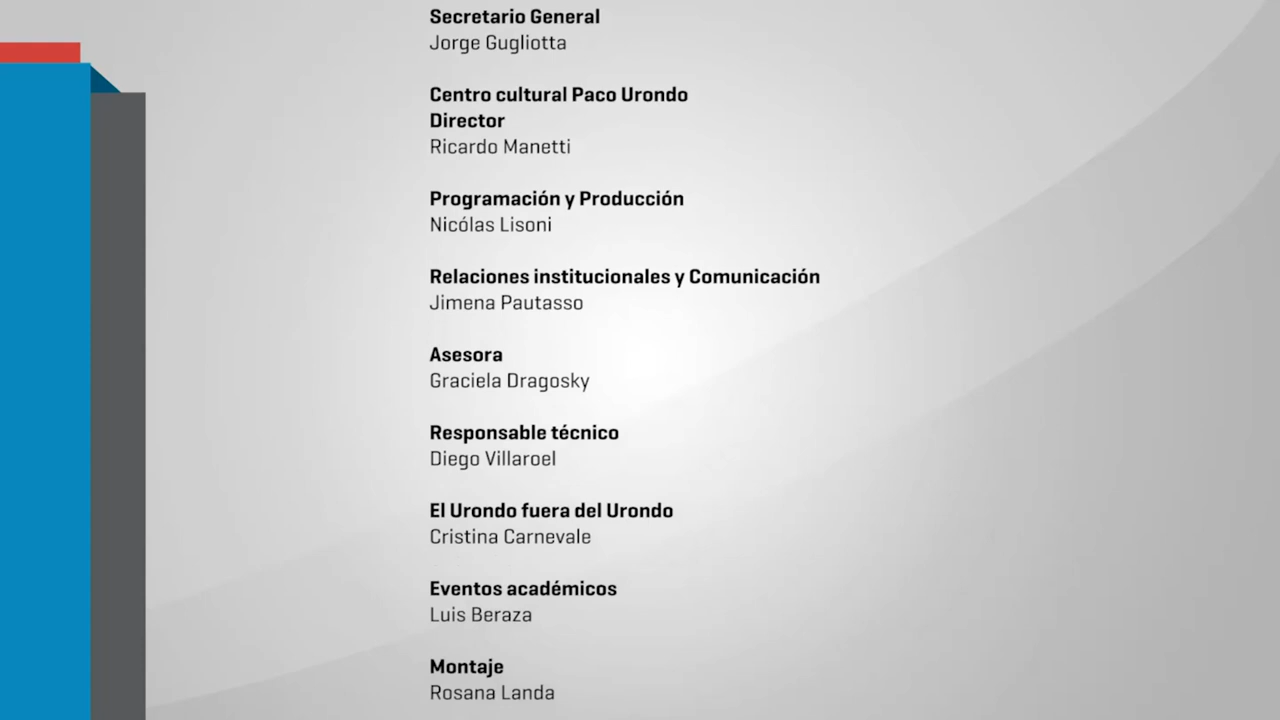 Secretario General
Jorge Gugliotta
Centro cultural Paco Urondo
Director
Ricardo Manetti
Programación y Producción
Nicólas Lisoni
Relaciones institucionales y Comunicación
Jimena Pautasso
Asesora
Graciela Dragosky
Responsable técnico
Diego Villaroel
El Urondo fuera del Urondo
Cristina Carnevale
Eventos académicos
Luis Beraza
Montaje
Rosana Landa